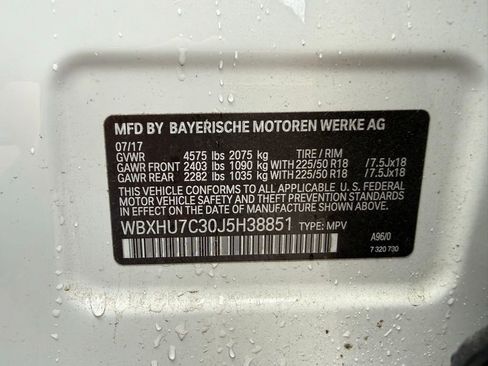 MFD BY BAYERISCHE MOTOREN WERKE AG
07/17
GVWR 4575 lbs 2075 kg TIRE / RIM
GAWR FRONT 2403 lbs 1090 kg WITH 225/50 R18 /7.5Jx18
GAWR REAR 2282 lbs 1035 kg WITH 225/50 R18 /7.5Jx18
THIS VEHICLE CONFORMS TO ALL APPLICABLE U. S. FEDERAL
MOTOR VEHICLE SAFETY, BUMPER, AND THEFT PREVENTION STANDARDS
IN EFFECT ON THE DATE OF MANUFACTURE SHOWN ABOVE.
WBXHU7C30J5H38851 TYPE: MPV
A96/0
7 320 730